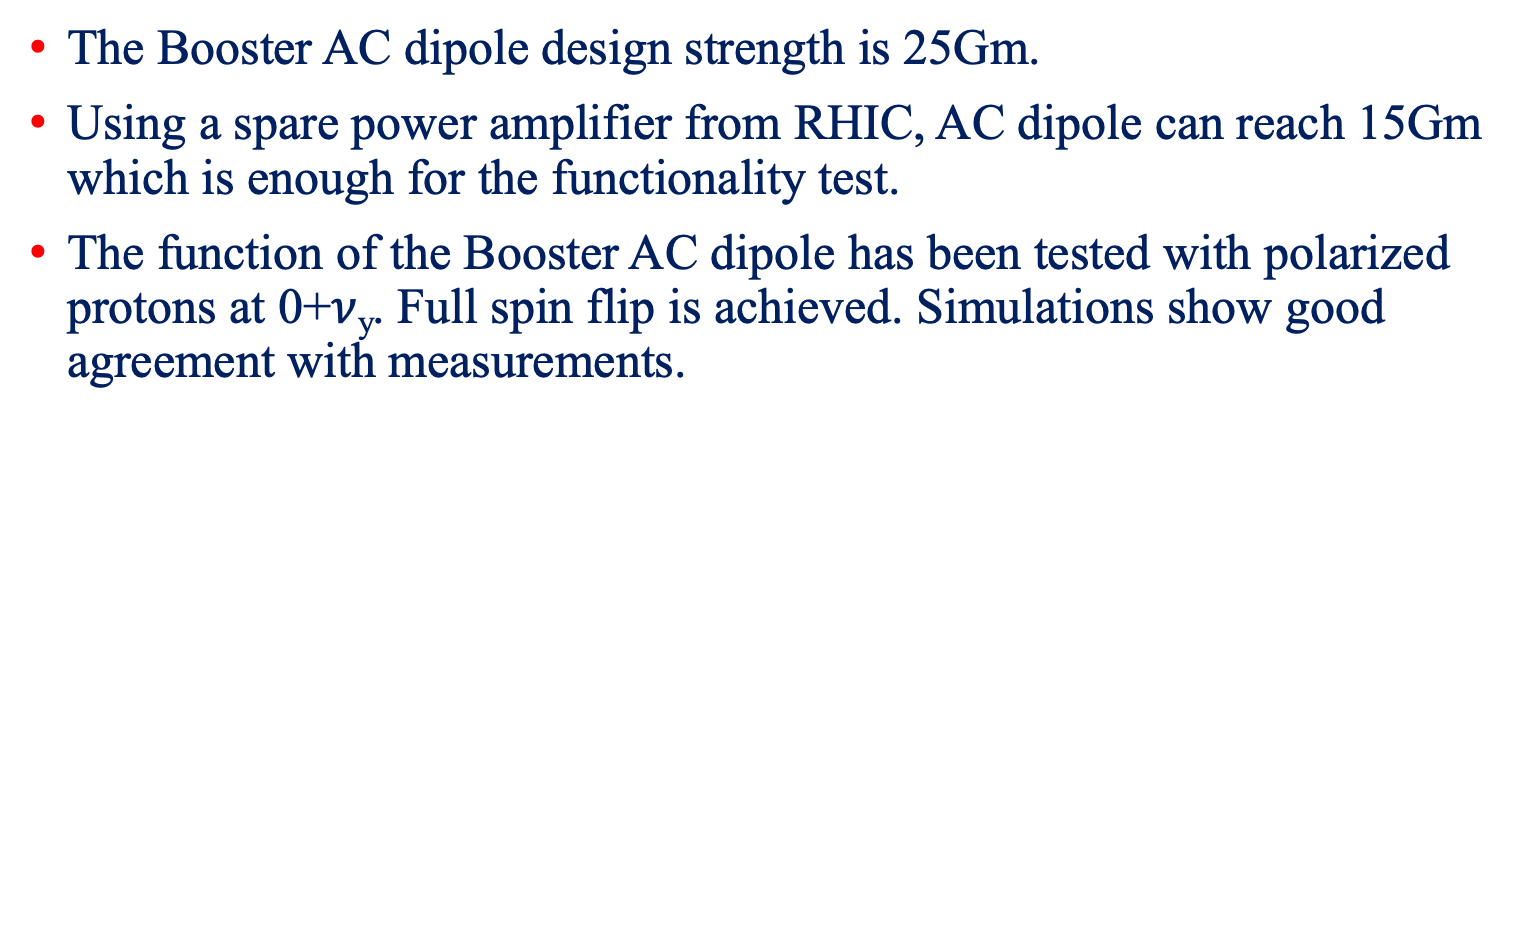 • The Booster AC dipole design strength is 25Gm.
• Using a spare power amplifier from RHIC, AC dipole can reach 15Gm
which is enough for the functionality test.
• The function of the Booster AC dipole has been tested with polarized
protons at 0+𝜈y. Full spin flip is achieved. Simulations show good
agreement with measurements.